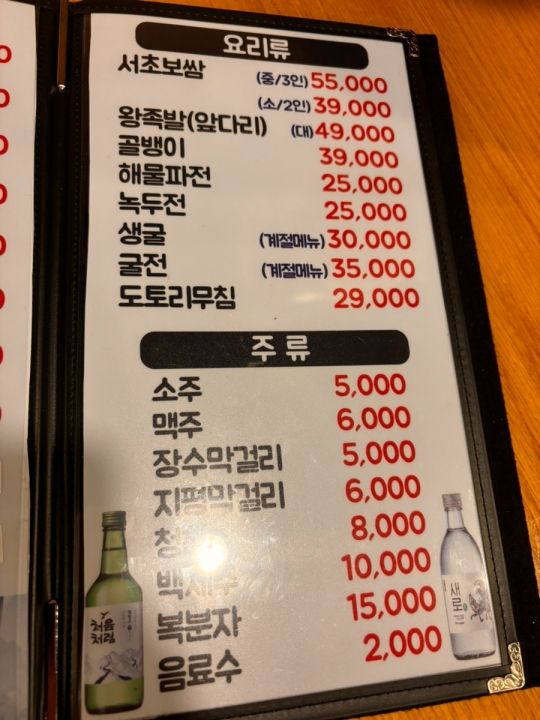 요리류
서초보쌈 (중/3인) 55,000
(소/2인) 39,000
왕족발(앞다리) (대) 49,000
골뱅이 39,000
해물파전 25,000
녹두전 25,000
생굴 (계절메뉴) 30,000
굴전 (계절메뉴) 35,000
도토리무침 29,000
주류
소주 5,000
맥주 6,000
장수막걸리 5,000
지평막걸리 6,000
8,000
10,000
복분자 15,000
음료수 2,000
처음
처럼
새로